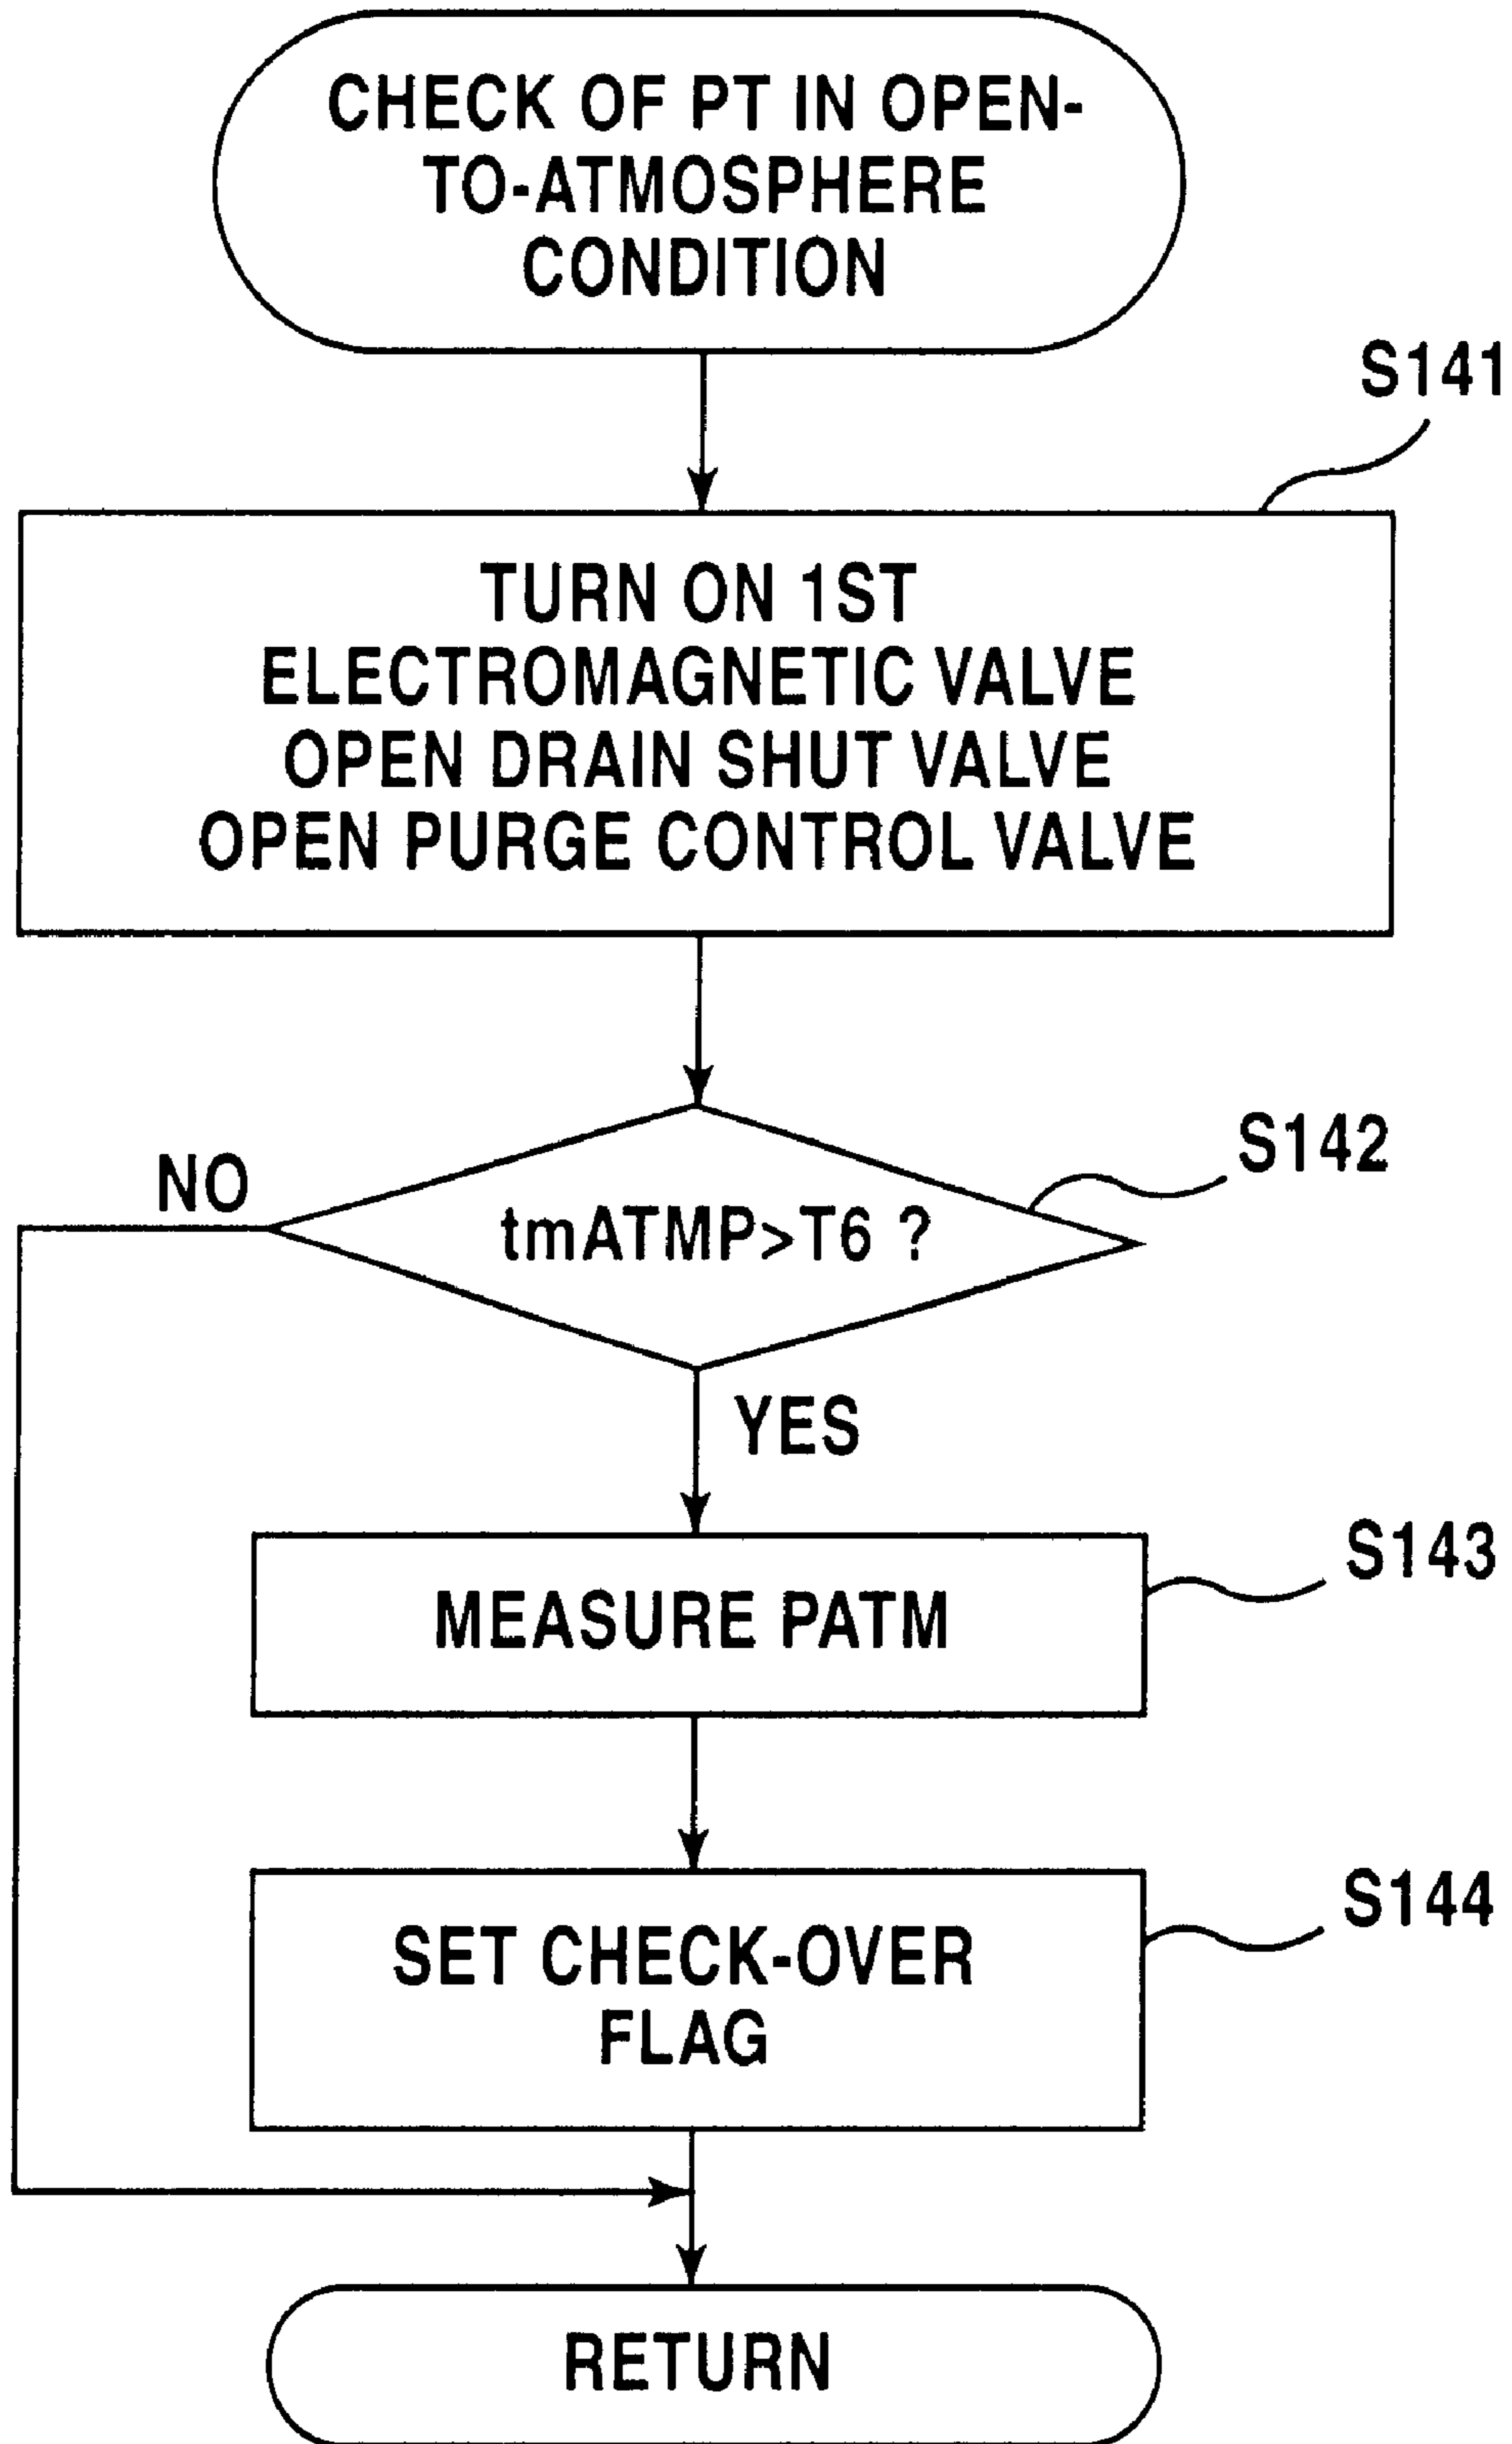 CHECK OF PT IN OPEN-
TO-ATMOSPHERE
CONDITION
S141
TURN ON 1ST
ELECTROMAGNETIC VALVE
OPEN DRAIN SHUT VALVE
OPEN PURGE CONTROL VALVE
S142
NO
tmATMP>T6 ?
YES
S143
MEASURE PATM
S144
SET CHECK-OVER
FLAG
RETURN